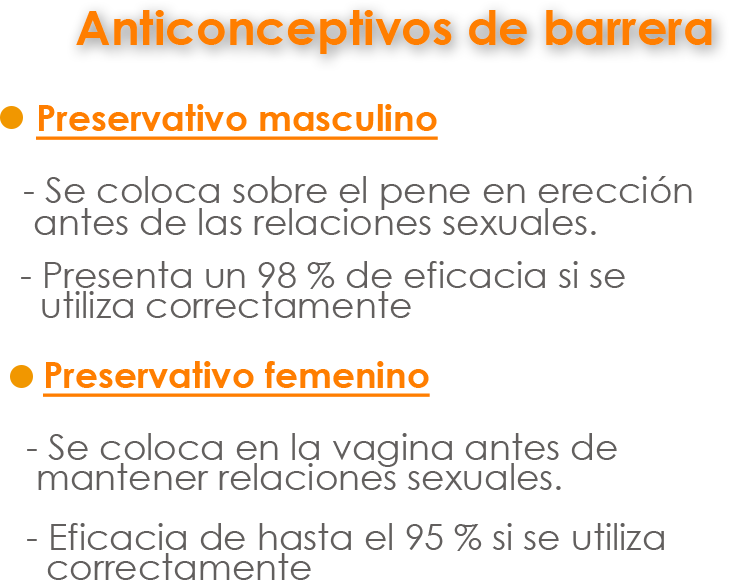 Anticonceptivos de barrera
● Preservativo masculino
- Se coloca sobre el pene en erección
antes de las relaciones sexuales.
- Presenta un 98 % de eficacia si se
utiliza correctamente
● Preservativo femenino
- Se coloca en la vagina antes de
mantener relaciones sexuales.
- Eficacia de hasta el 95 % si se utiliza
correctamente